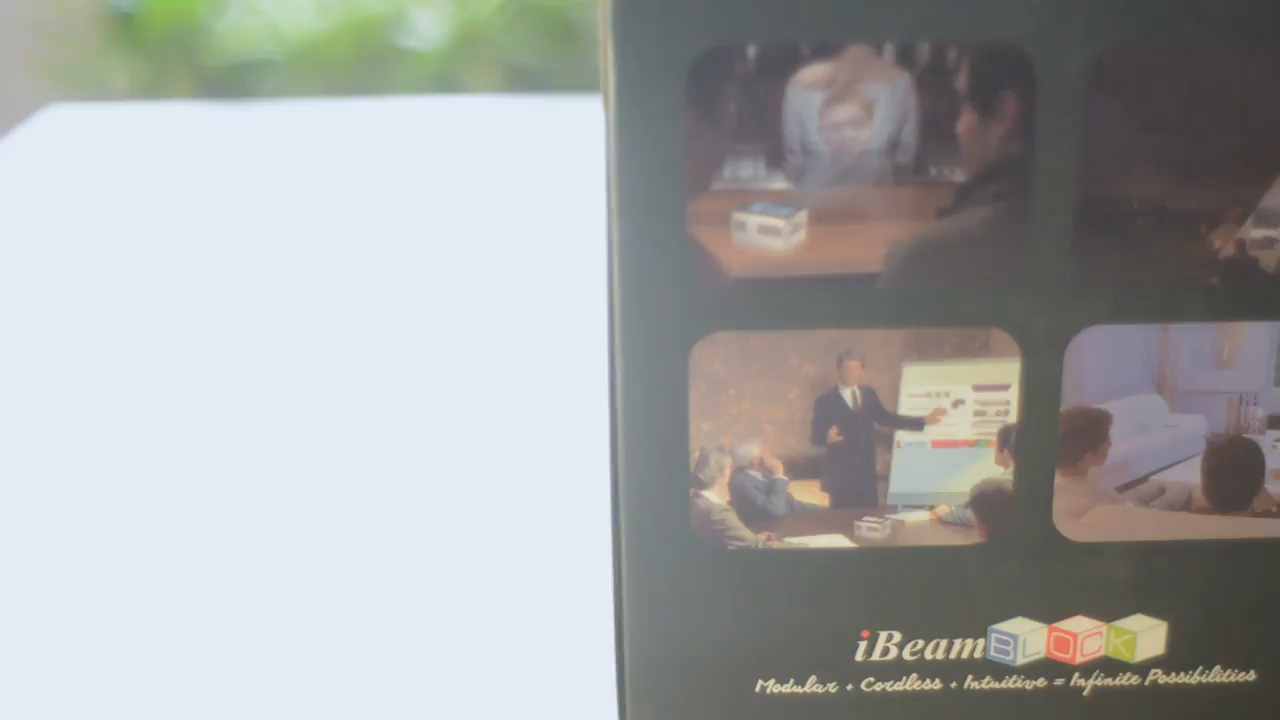 iBeamBLOCK
Modular + Cordless + Intuitive = Infinite Possibilities